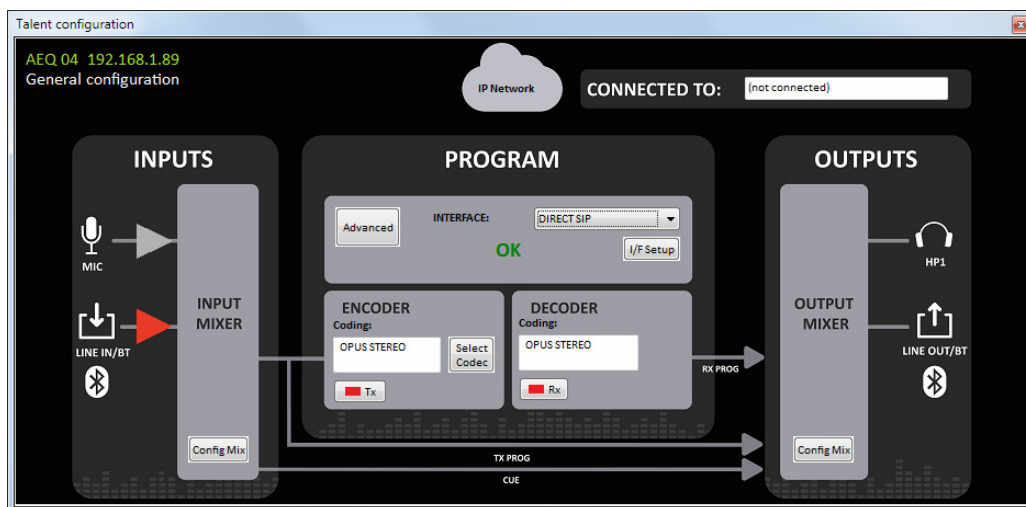 Talent configuration
AEQ 04 192.168.1.89
General configuration
IP Network
CONNECTED TO:
(not connected)
INPUTS
MIC
LINE IN/BT
INPUT
MIXER
Config Mix
PROGRAM
Advanced
INTERFACE:
DIRECT SIP
OK
I/F Setup
ENCODER
Coding:
OPUS STEREO
Select
Codec
Tx
DECODER
Coding:
OPUS STEREO
Rx
RX PROG
TX PROG
CUE
OUTPUTS
OUTPUT
MIXER
Config Mix
HP1
LINE OUT/BT